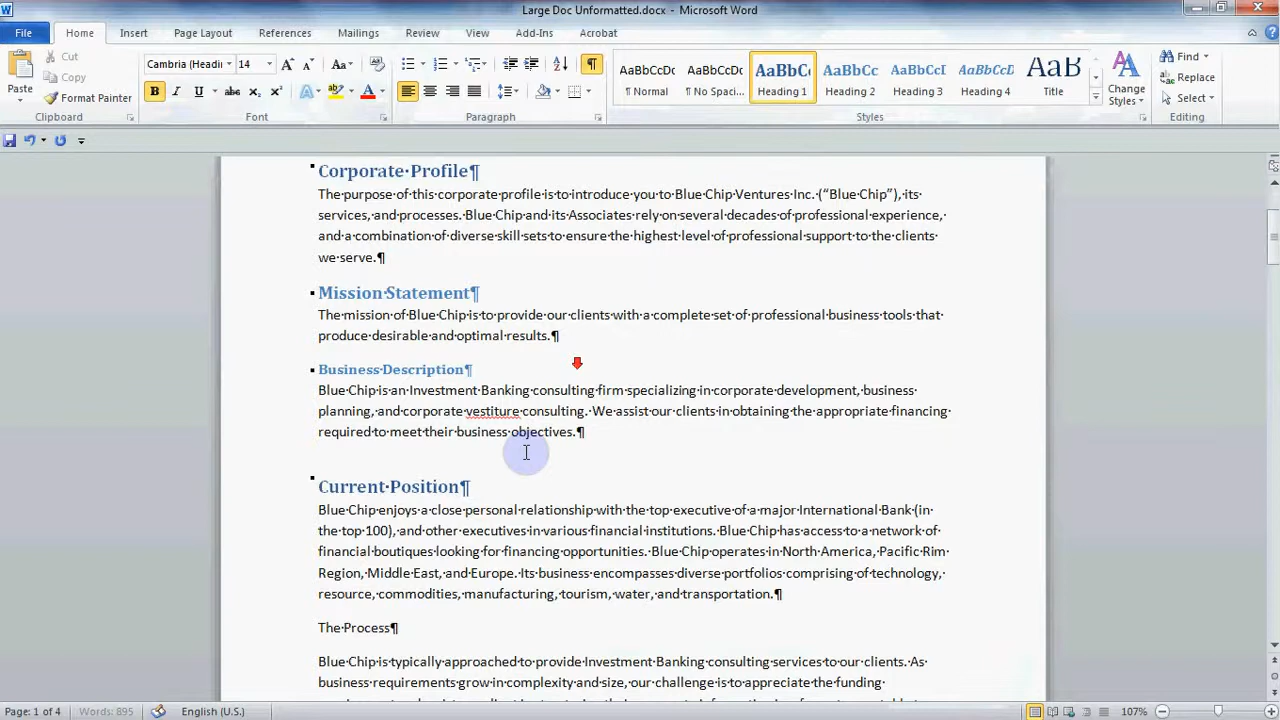 Large Doc Unformatted.docx - Microsoft Word
File Home Insert Page Layout References Mailings Review View Add-Ins Acrobat
Paste
Cut
Copy
Format Painter
Clipboard
Cambria (Headi 14
Font
Paragraph
AaBbCcDc AaBbCcDc AaBbC AaBbCc AaBbCcI AaBbCcI AaB
¶ Normal ¶ No Spaci... Heading 1 Heading 2 Heading 3 Heading 4 Title
Change Styles
Styles
Find
Replace
Select
Editing
Corporate·Profile¶
The·purpose·of·this·corporate·profile·is·to·introduce·you·to·Blue·Chip·Ventures·Inc.·(“Blue·Chip”),·its·
services,·and·processes.·Blue·Chip·and·its·Associates·rely·on·several·decades·of·professional·experience,·
and·a·combination·of·diverse·skill·sets·to·ensure·the·highest·level·of·professional·support·to·the·clients·
we·serve.¶
Mission·Statement¶
The·mission·of·Blue·Chip·is·to·provide·our·clients·with·a·complete·set·of·professional·business·tools·that·
produce·desirable·and·optimal·results.¶
Business·Description¶
Blue·Chip·is·an·Investment·Banking·consulting·firm·specializing·in·corporate·development,·business·
planning,·and·corporate·vestiture·consulting.·We·assist·our·clients·in·obtaining·the·appropriate·financing·
required·to·meet·their·business·objectives.¶
Current·Position¶
Blue·Chip·enjoys·a·close·personal·relationship·with·the·top·executive·of·a·major·International·Bank·(in·
the·top·100),·and·other·executives·in·various·financial·institutions.·Blue·Chip·has·access·to·a·network·of·
financial·boutiques·looking·for·financing·opportunities.·Blue·Chip·operates·in·North·America,·Pacific·Rim·
Region,·Middle·East,·and·Europe.·Its·business·encompasses·diverse·portfolios·comprising·of·technology,·
resource,·commodities,·manufacturing,·tourism,·water,·and·transportation.¶
The·Process¶
Blue·Chip·is·typically·approached·to·provide·Investment·Banking·consulting·services·to·our·clients.·As·
business·requirements·grow·in·complexity·and·size,·our·challenge·is·to·appreciate·the·funding·
Page: 1 of 4 Words: 895 English (U.S.) 107%